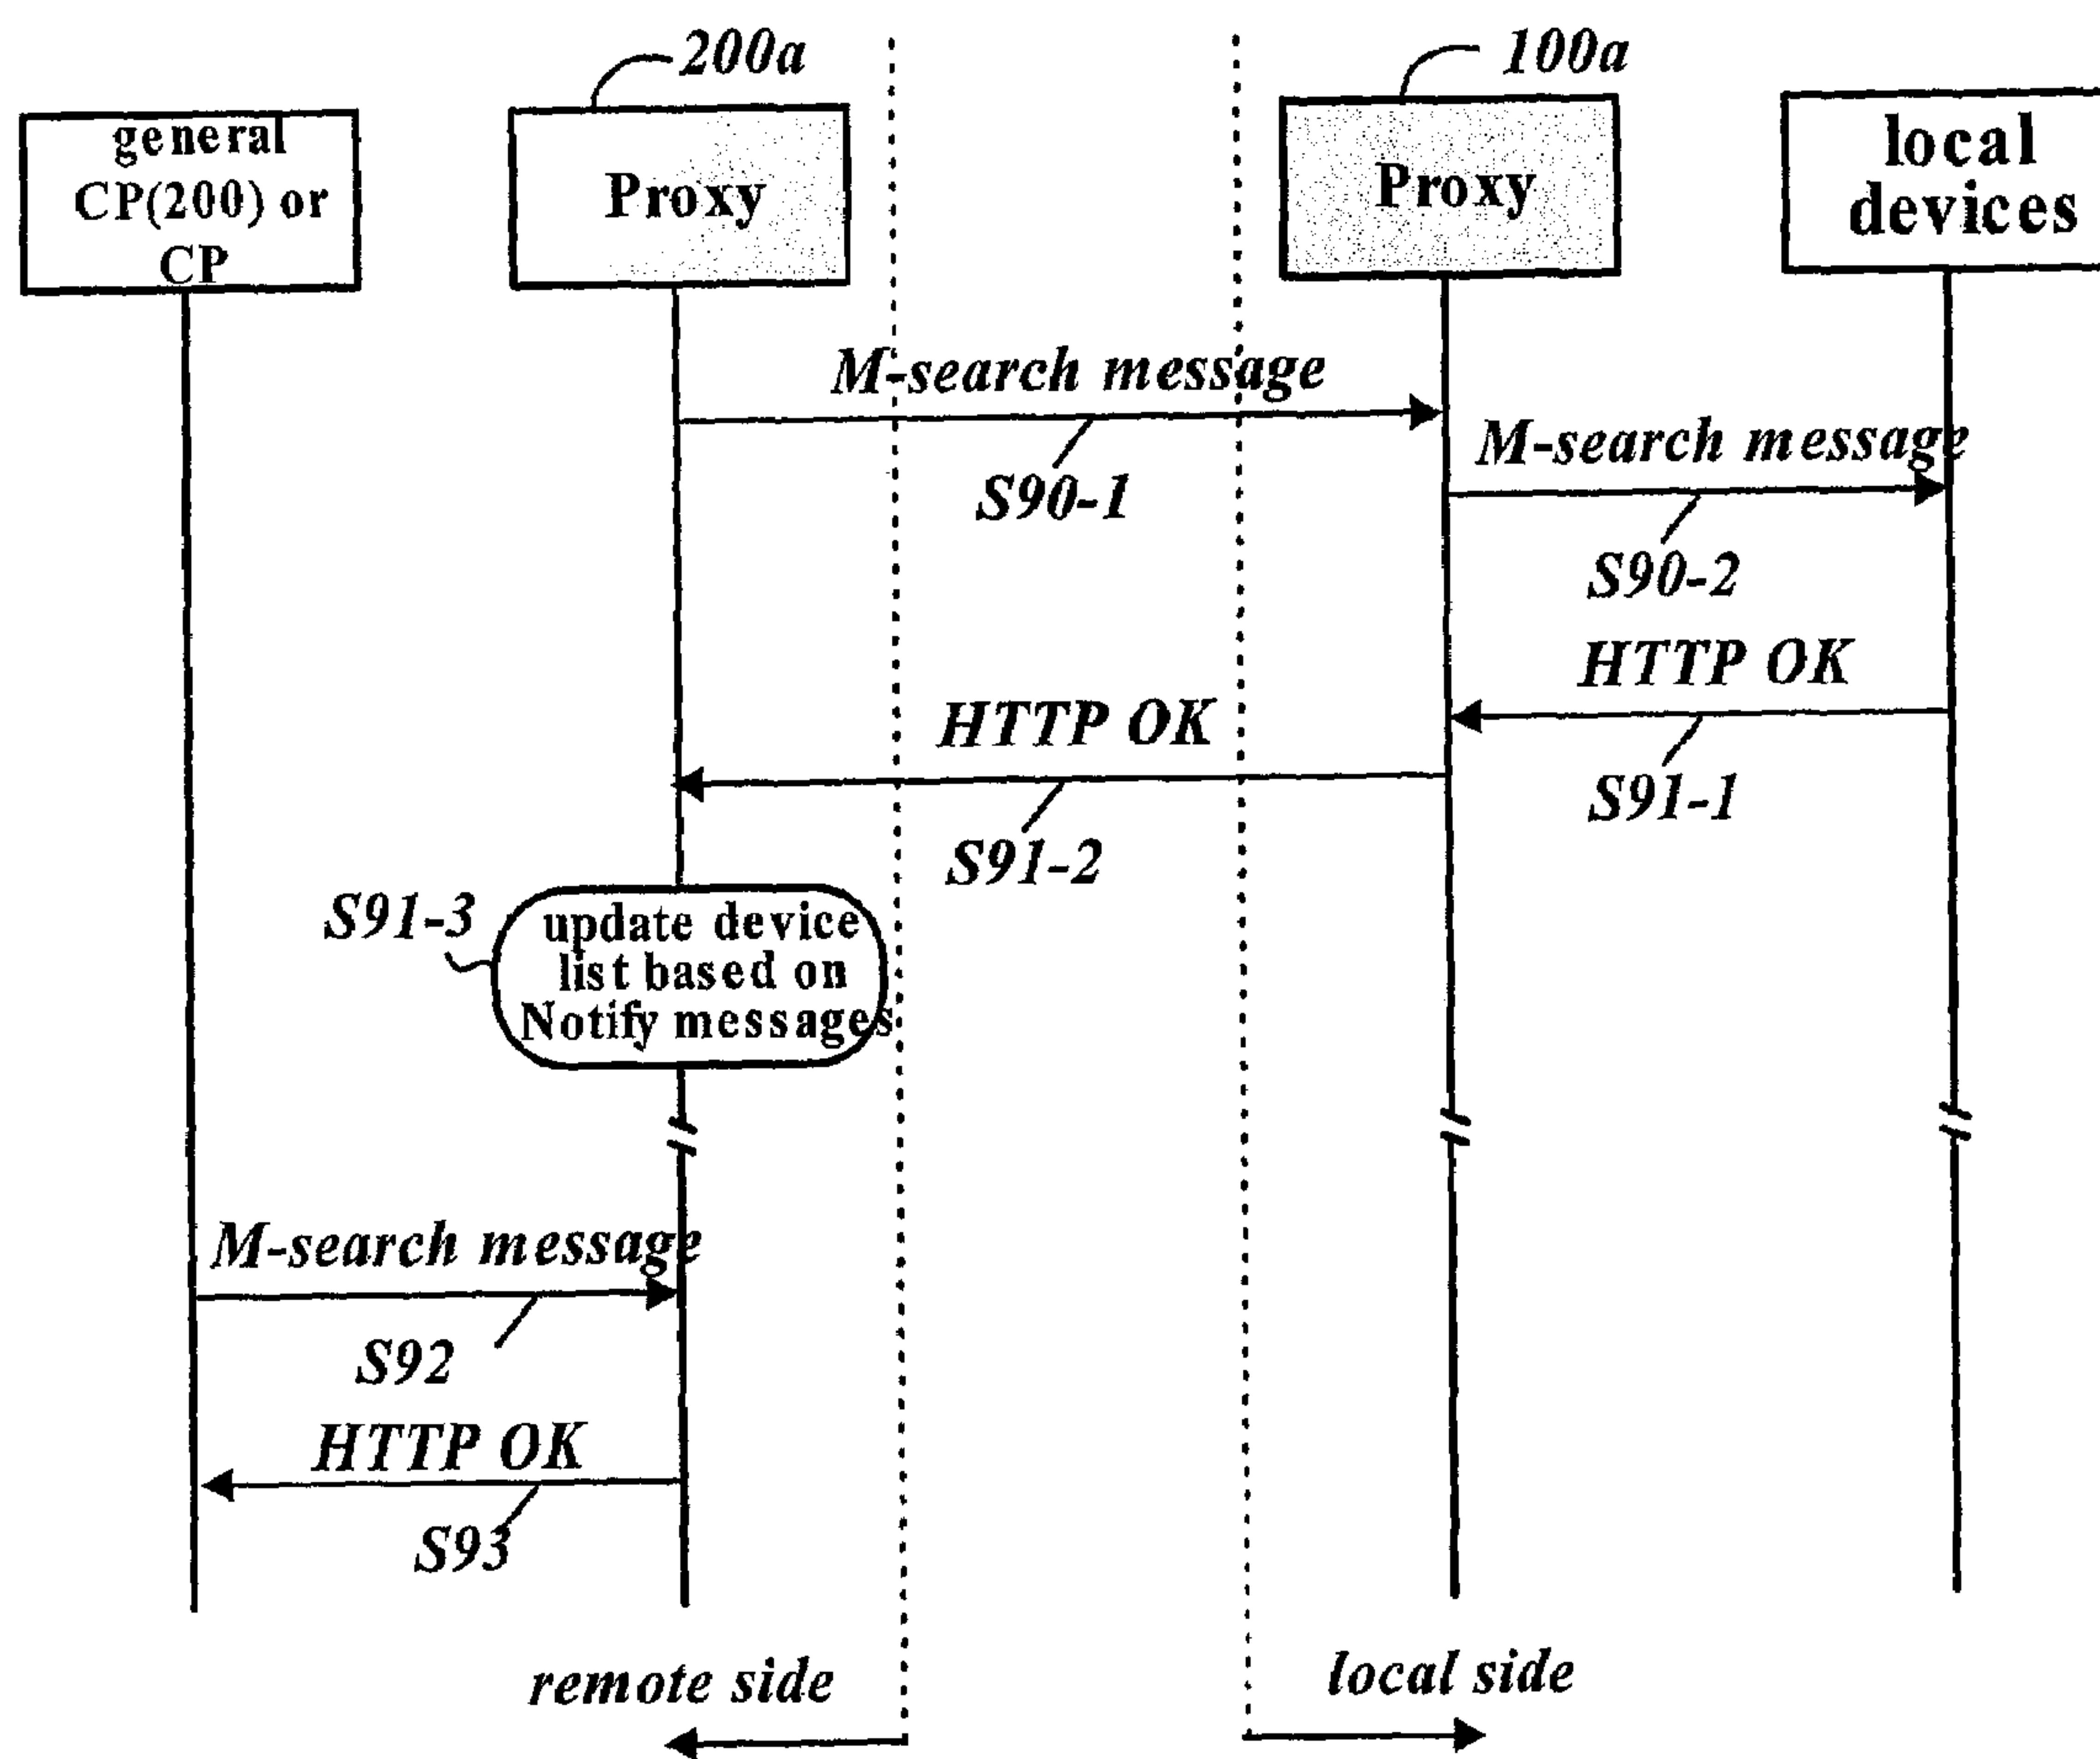 200a
100a
general
CP(200) or
CP
Proxy
Proxy
local
devices
M-search message
M-search message
S90-1
S90-2
HTTP OK
HTTP OK
S91-1
S91-2
S91-3
update device
list based on
Notify messages
M-search message
S92
HTTP OK
S93
remote side
local side